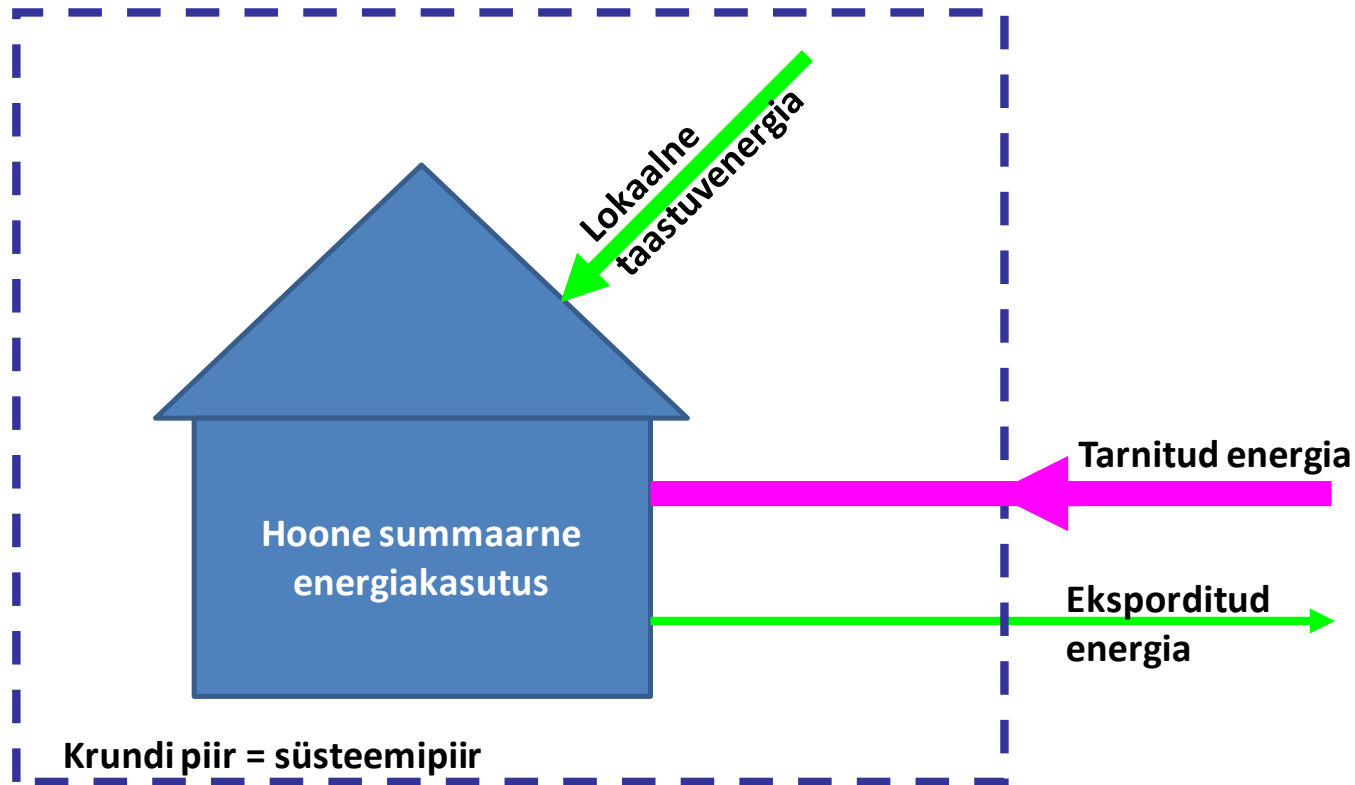 Lokaalne
taastuvenergia
Tarnitud energia
Hoone summaarne
energiakasutus
Eksporditud
energia
Krundi piir = süsteemipiir